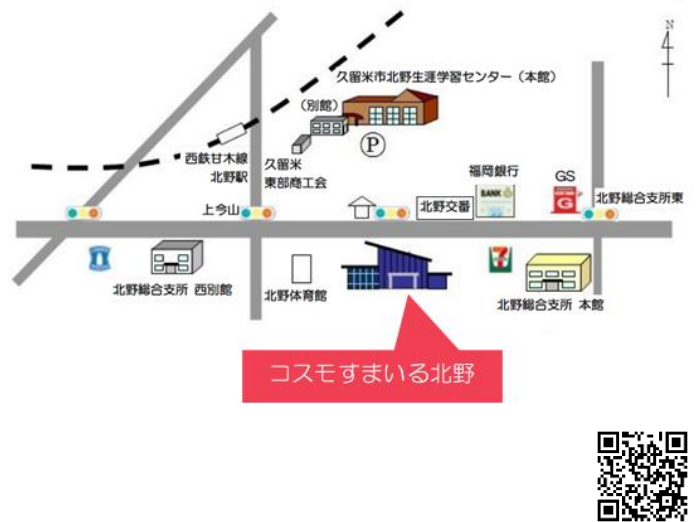 久留米市北野生涯学習センター（本館）
（別館）
P
西鉄甘木線
北野駅
久留米
東部商工会
福岡銀行
BANK
GS
G
北野総合支所東
上今山
北野交番
7
北野総合支所 西別館
北野体育館
北野総合支所 本館
コスモすまいる北野
4